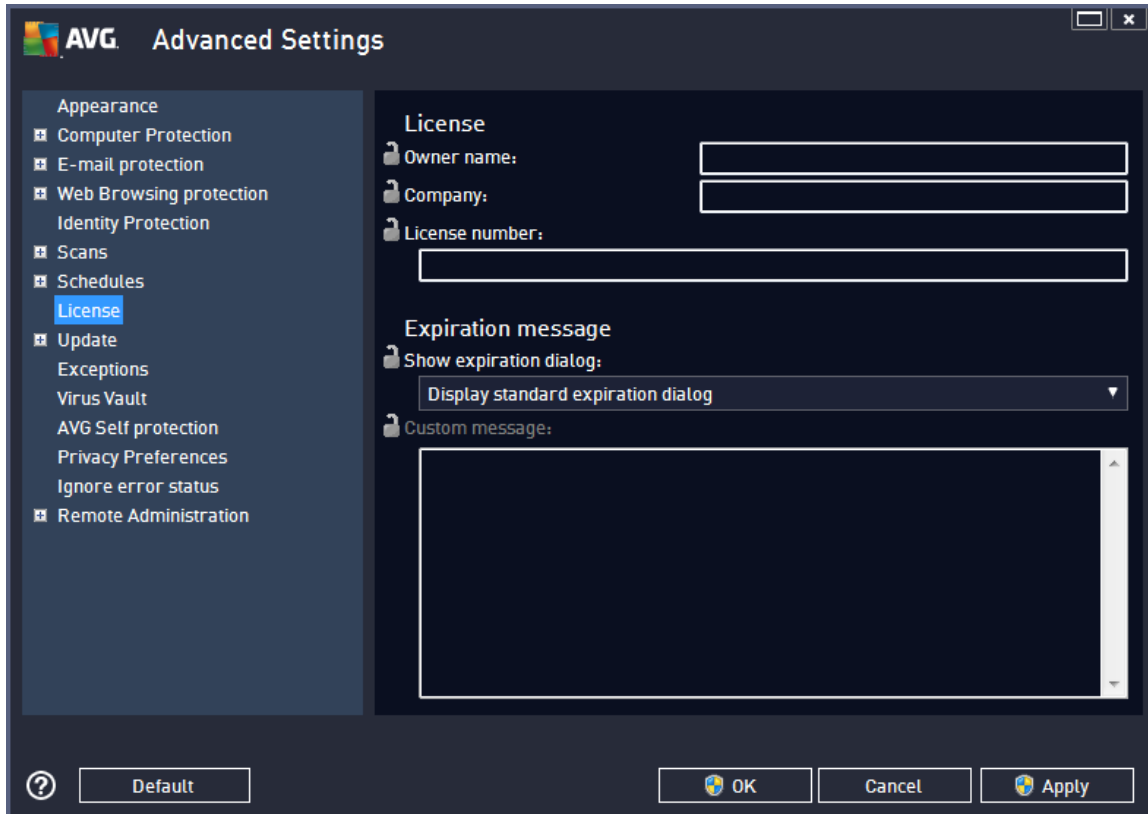 AVG. Advanced Settings
Appearance
Computer Protection
E-mail protection
Web Browsing protection
Identity Protection
Scans
Schedules
License
Update
Exceptions
Virus Vault
AVG Self protection
Privacy Preferences
Ignore error status
Remote Administration
License
Owner name:
Company:
License number:
Expiration message
Show expiration dialog:
Display standard expiration dialog
Custom message:
Default
OK
Cancel
Apply